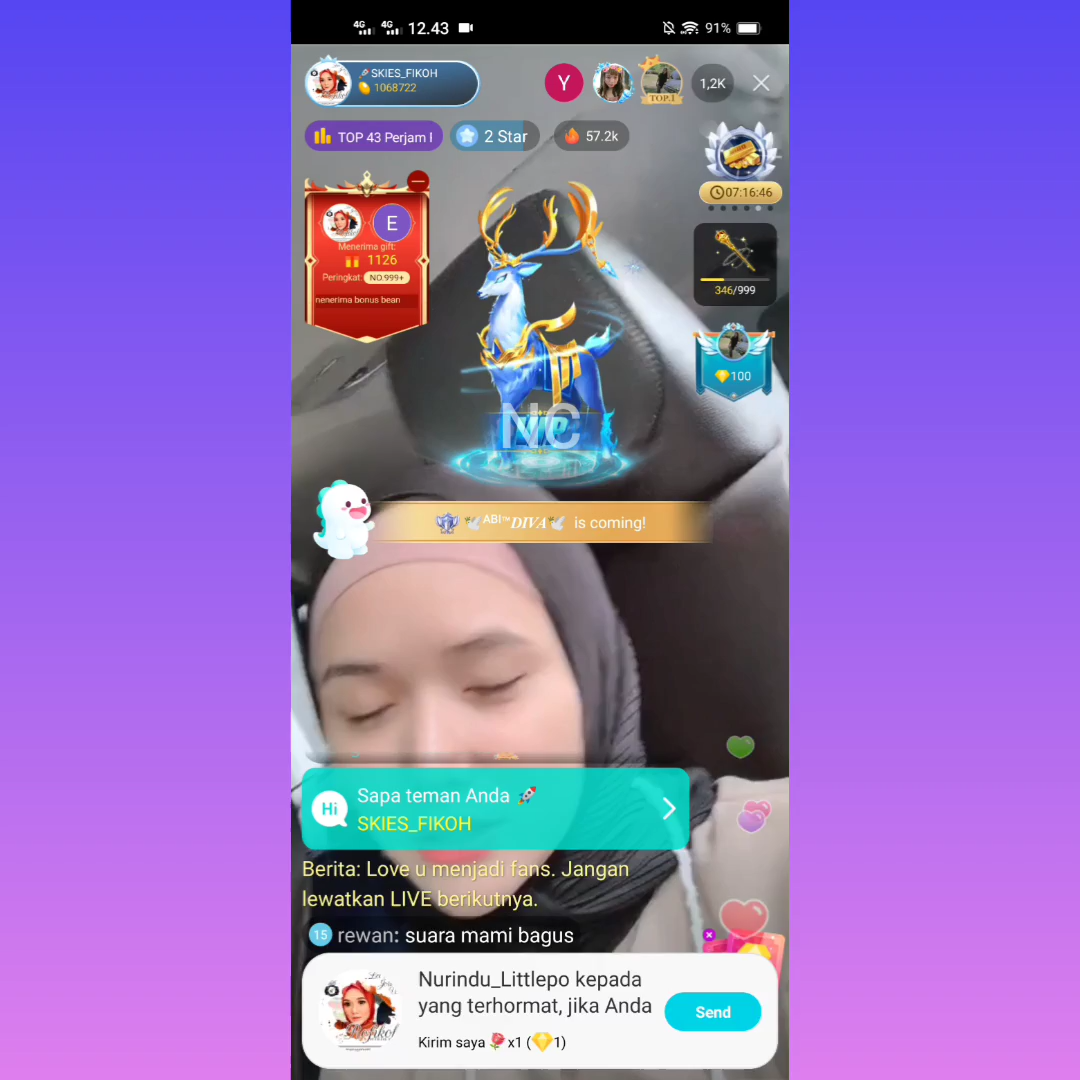 4G 4G 12.43 91%
SKIES_FIKOH
1068722
Y
TOP.1
1,2K
TOP 43 Perjam I
2 Star
57.2k
07:16:46
E
Menerima gift:
1126
Peringkat: NO.999+
nenerima bonus bean
346/999
100
VIP
NC
ABI™DIVA is coming!
Hi
Sapa teman Anda
SKIES_FIKOH
Berita: Love u menjadi fans. Jangan
lewatkan LIVE berikutnya.
15 rewan: suara mami bagus
Nurindu_Littlepo kepada
yang terhormat, jika Anda
Send
Kirim saya x1 (1)